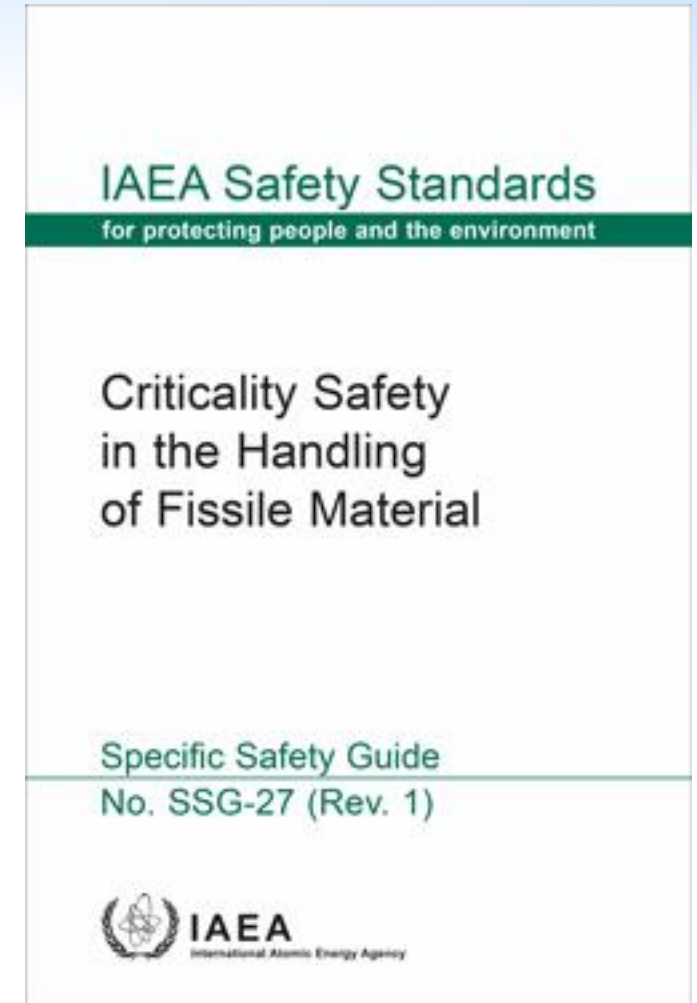 IAEA Safety Standards
for protecting people and the environment
Criticality Safety
in the Handling
of Fissile Material
Specific Safety Guide
No. SSG-27 (Rev. 1)
IAEA
International Atomic Energy Agency